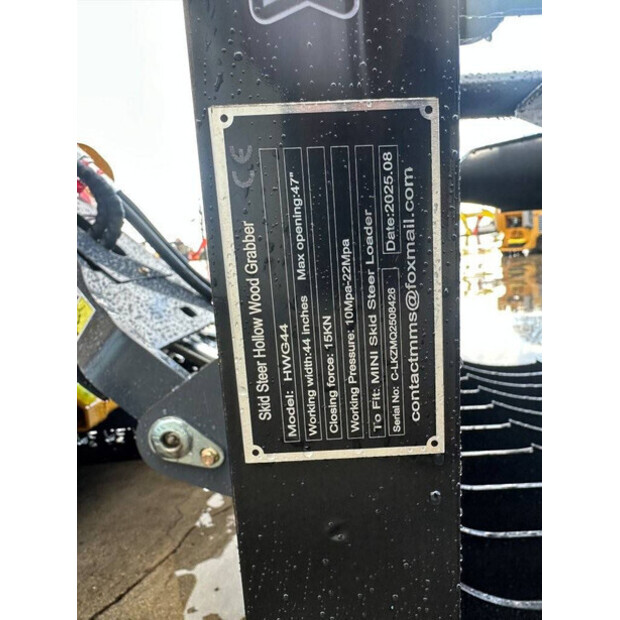 CE
Skid Steer Hollow Wood Grabber
Model: HWG44
Working width:44 inches Max opening:47"
Closing force: 15KN
Working Pressure: 10Mpa-22Mpa
To Fit: MINI Skid Steer Loader
Serial No: C-LKZMQ2508426 Date:2025.08
contactmms@foxmail.com